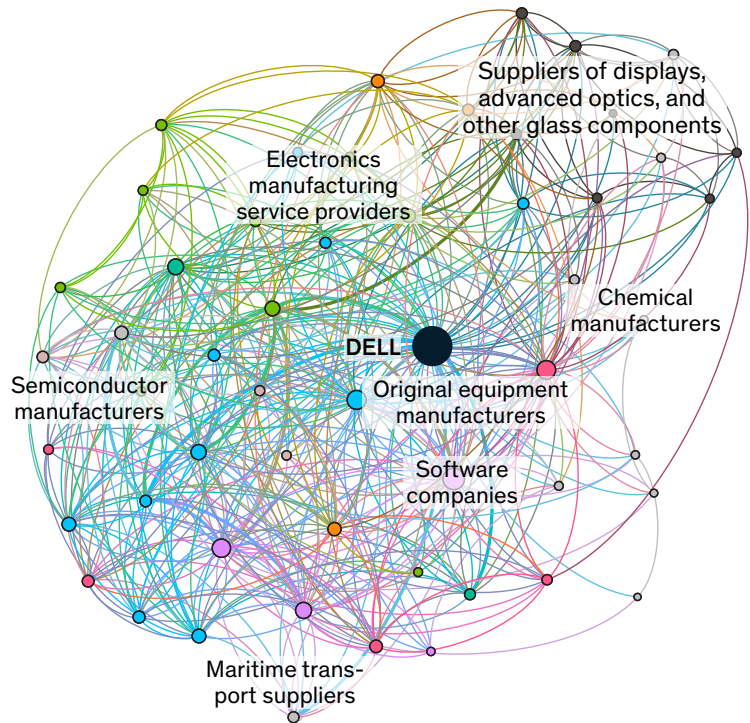 Suppliers of displays,
advanced optics, and
other glass components
Electronics
manufacturing
service providers
Chemical
manufacturers
DELL
Semiconductor
manufacturers
Original equipment
manufacturers
Software
companies
Maritime trans-
port suppliers